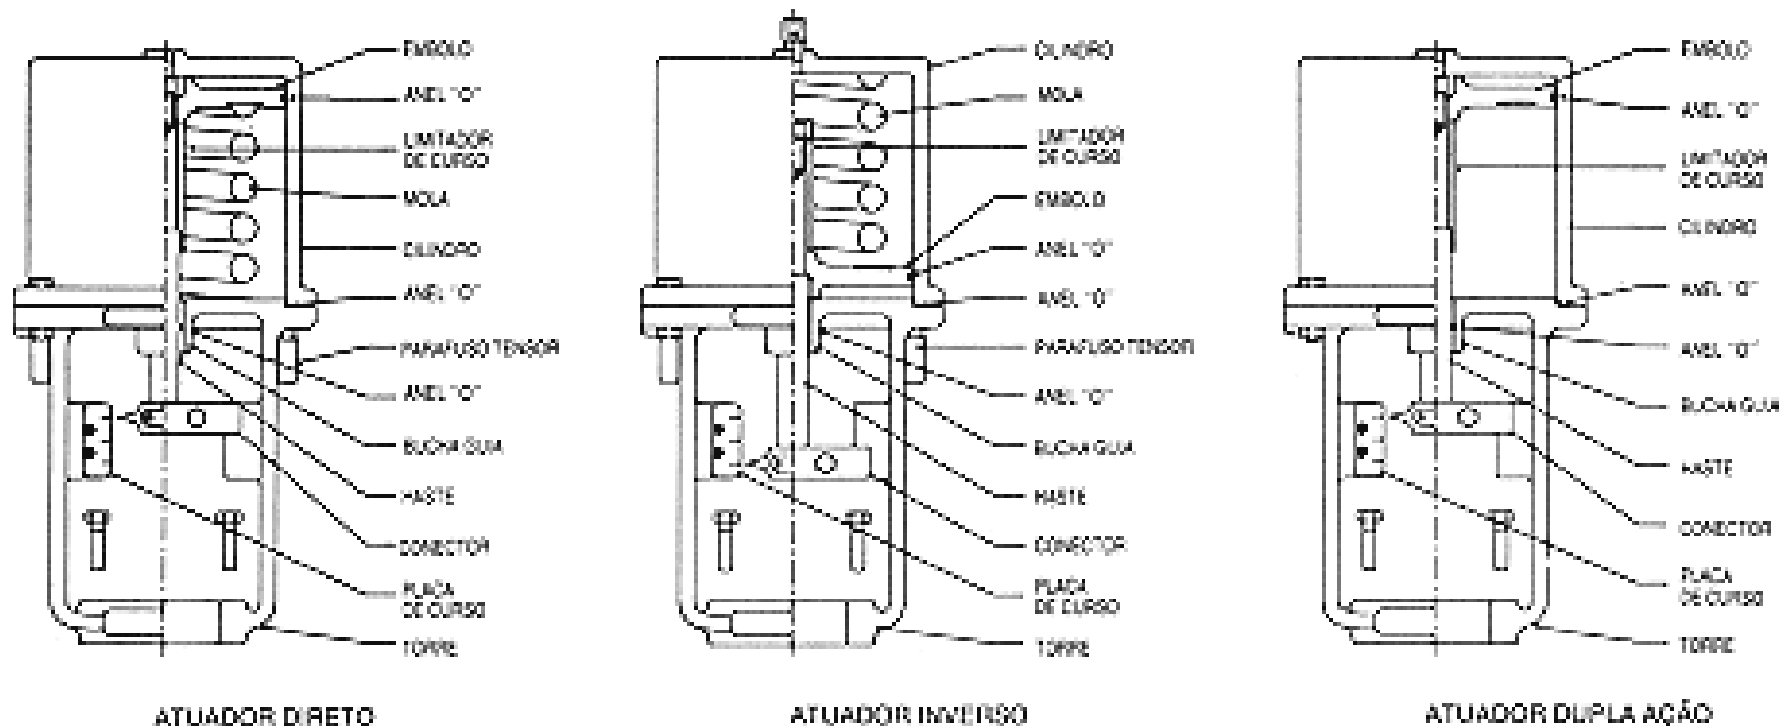 EMBOLO
ANEL "O"
LIMITADOR
DE CURSO
MOLA
CILINDRO
ANEL "O"
PARAFUSO TENSOR
ANEL "O"
BUCHA GUIA
HASTE
CONECTOR
PLACA
DE CURSO
TORRE
ATUADOR DIRETO
CILINDRO
MOLA
LIMITADOR
DE CURSO
EMBOLO
ANEL "O"
ANEL "O"
PARAFUSO TENSOR
ANEL "O"
BUCHA GUIA
HASTE
CONECTOR
PLACA
DE CURSO
TORRE
ATUADOR INVERSO
EMBOLO
ANEL "O"
LIMITADOR
DE CURSO
CILINDRO
ANEL "O"
ANEL "O"
BUCHA GUIA
HASTE
CONECTOR
PLACA
DE CURSO
TORRE
ATUADOR DUPLA AÇÃO